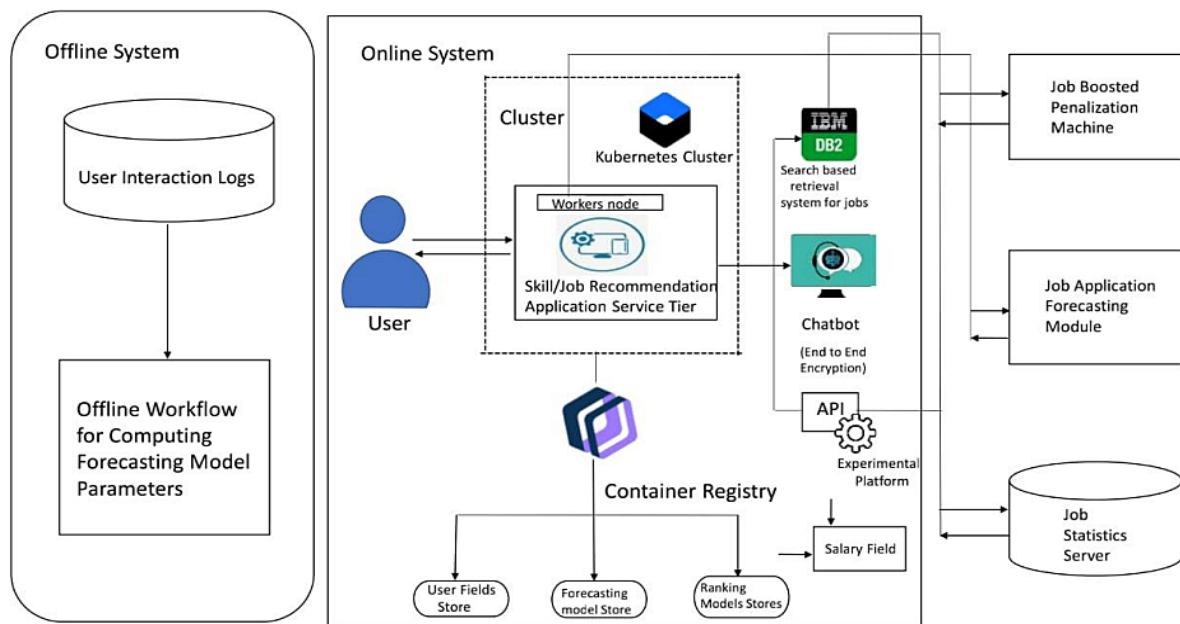 Offline System
User Interaction Logs
Offline Workflow
for Computing
Forecasting Model
Parameters
Online System
Cluster
Kubernetes Cluster
Workers node
Skill/Job Recommendation
Application Service Tier
User
IBM
DB2
Search based
retrieval
system for jobs
Chatbot
(End to End
Encryption)
API
Experimental
Platform
Container Registry
User Fields
Store
Forecasting
model Store
Ranking
Models Stores
Salary Field
Job Boosted
Penalization
Machine
Job Application
Forecasting
Module
Job
Statistics
Server